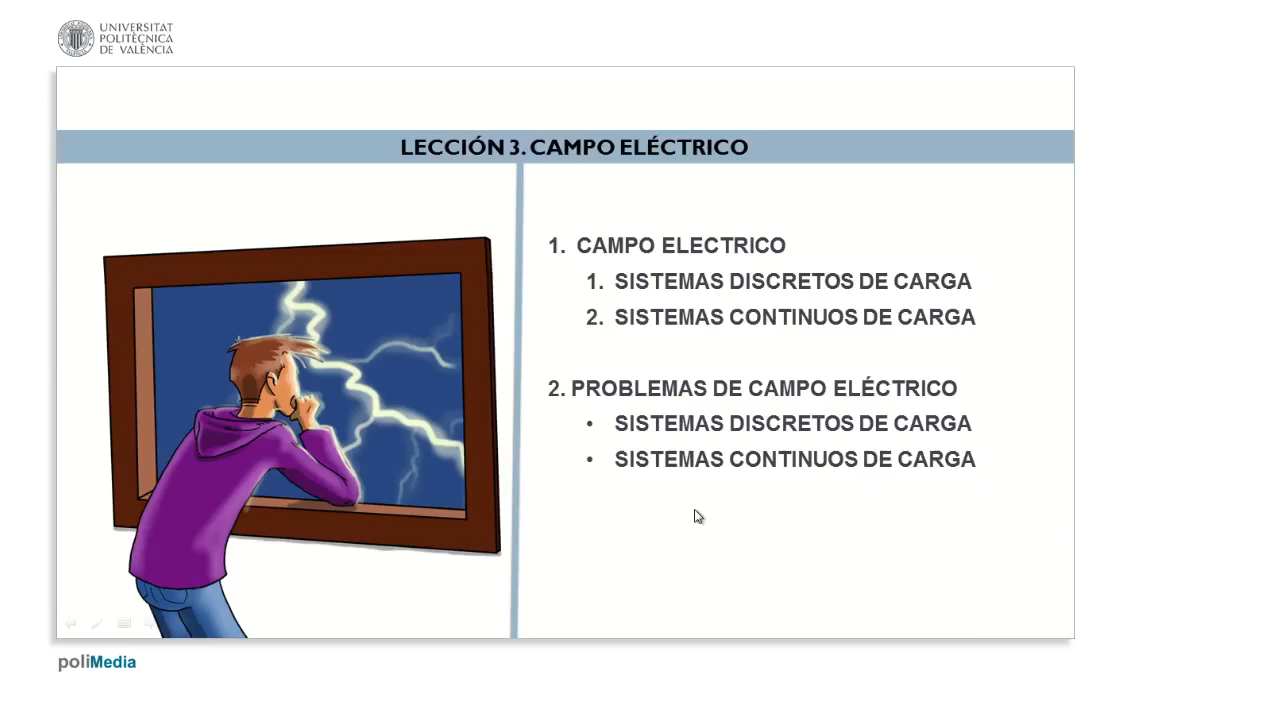 UNIVERSITAT
POLITÈCNICA
DE VALÈNCIA
LECCIÓN 3. CAMPO ELÉCTRICO
1. CAMPO ELECTRICO
1. SISTEMAS DISCRETOS DE CARGA
2. SISTEMAS CONTINUOS DE CARGA
2. PROBLEMAS DE CAMPO ELÉCTRICO
• SISTEMAS DISCRETOS DE CARGA
• SISTEMAS CONTINUOS DE CARGA
poliMedia